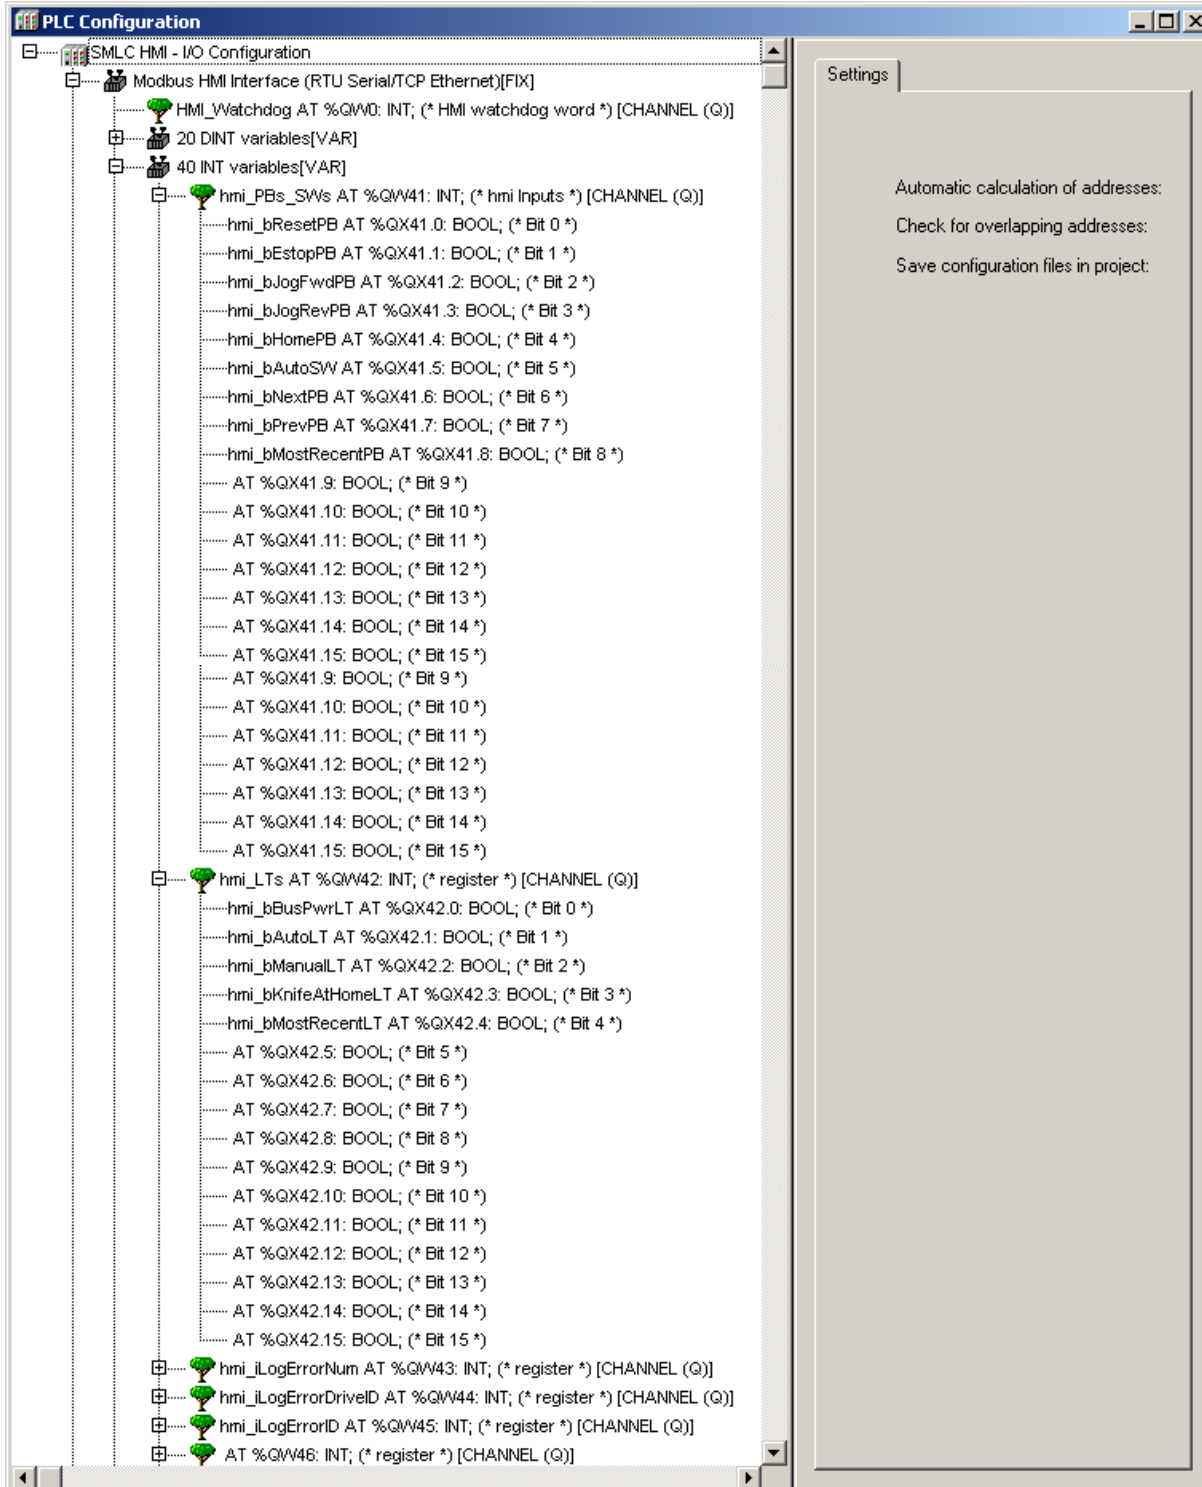 PLC Configuration
SMLC HMI - I/O Configuration
Modbus HMI Interface (RTU Serial/TCP Ethernet)[FIX]
HMI_Watchdog AT %QW0: INT; (* HMI watchdog word *) [CHANNEL (Q)]
20 DINT variables[VAR]
40 INT variables[VAR]
hmi_PBs_SWs AT %QW41: INT; (* hmi Inputs *) [CHANNEL (Q)]
hmi_bResetPB AT %QX41.0: BOOL; (* Bit 0 *)
hmi_bEstopPB AT %QX41.1: BOOL; (* Bit 1 *)
hmi_bJogFwdPB AT %QX41.2: BOOL; (* Bit 2 *)
hmi_bJogRevPB AT %QX41.3: BOOL; (* Bit 3 *)
hmi_bHomePB AT %QX41.4: BOOL; (* Bit 4 *)
hmi_bAutoSW AT %QX41.5: BOOL; (* Bit 5 *)
hmi_bNextPB AT %QX41.6: BOOL; (* Bit 6 *)
hmi_bPrevPB AT %QX41.7: BOOL; (* Bit 7 *)
hmi_bMostRecentPB AT %QX41.8: BOOL; (* Bit 8 *)
AT %QX41.9: BOOL; (* Bit 9 *)
AT %QX41.10: BOOL; (* Bit 10 *)
AT %QX41.11: BOOL; (* Bit 11 *)
AT %QX41.12: BOOL; (* Bit 12 *)
AT %QX41.13: BOOL; (* Bit 13 *)
AT %QX41.14: BOOL; (* Bit 14 *)
AT %QX41.15: BOOL; (* Bit 15 *)
AT %QX41.9: BOOL; (* Bit 9 *)
AT %QX41.10: BOOL; (* Bit 10 *)
AT %QX41.11: BOOL; (* Bit 11 *)
AT %QX41.12: BOOL; (* Bit 12 *)
AT %QX41.13: BOOL; (* Bit 13 *)
AT %QX41.14: BOOL; (* Bit 14 *)
AT %QX41.15: BOOL; (* Bit 15 *)
hmi_LTs AT %QW42: INT; (* register *) [CHANNEL (Q)]
hmi_bBusPwrLT AT %QX42.0: BOOL; (* Bit 0 *)
hmi_bAutoLT AT %QX42.1: BOOL; (* Bit 1 *)
hmi_bManualLT AT %QX42.2: BOOL; (* Bit 2 *)
hmi_bKnifeAtHomeLT AT %QX42.3: BOOL; (* Bit 3 *)
hmi_bMostRecentLT AT %QX42.4: BOOL; (* Bit 4 *)
AT %QX42.5: BOOL; (* Bit 5 *)
AT %QX42.6: BOOL; (* Bit 6 *)
AT %QX42.7: BOOL; (* Bit 7 *)
AT %QX42.8: BOOL; (* Bit 8 *)
AT %QX42.9: BOOL; (* Bit 9 *)
AT %QX42.10: BOOL; (* Bit 10 *)
AT %QX42.11: BOOL; (* Bit 11 *)
AT %QX42.12: BOOL; (* Bit 12 *)
AT %QX42.13: BOOL; (* Bit 13 *)
AT %QX42.14: BOOL; (* Bit 14 *)
AT %QX42.15: BOOL; (* Bit 15 *)
hmi_iLogErrorNum AT %QW43: INT; (* register *) [CHANNEL (Q)]
hmi_iLogErrorDriveID AT %QW44: INT; (* register *) [CHANNEL (Q)]
hmi_iLogErrorID AT %QW45: INT; (* register *) [CHANNEL (Q)]
AT %QW46: INT; (* register *) [CHANNEL (Q)]
Settings
Automatic calculation of addresses:
Check for overlapping addresses:
Save configuration files in project: